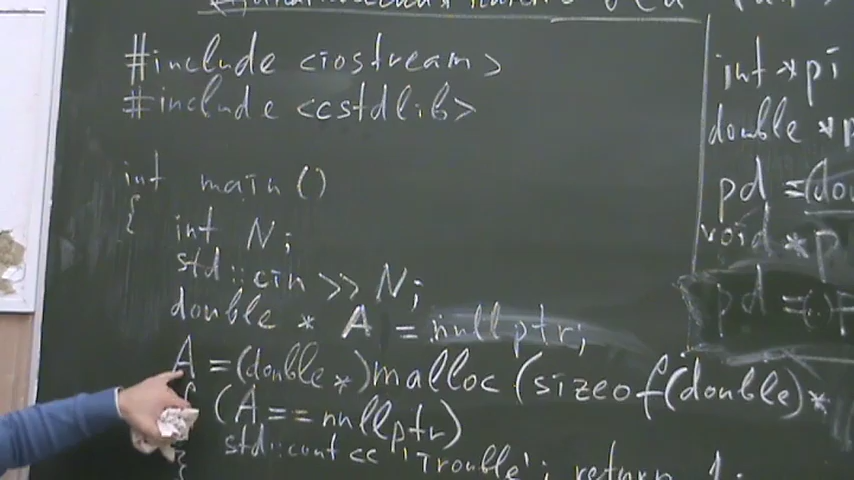 #include <iostream>
#include <cstdlib>
int main()
{
int N;
std::cin >> N;
double * A = nullptr;
A = (double *)malloc(sizeof(double)*
(A == nullptr)
std::cout << 'Trouble'; return 1;
int *pi
double *p
pd =(dou
void *P
pd =(